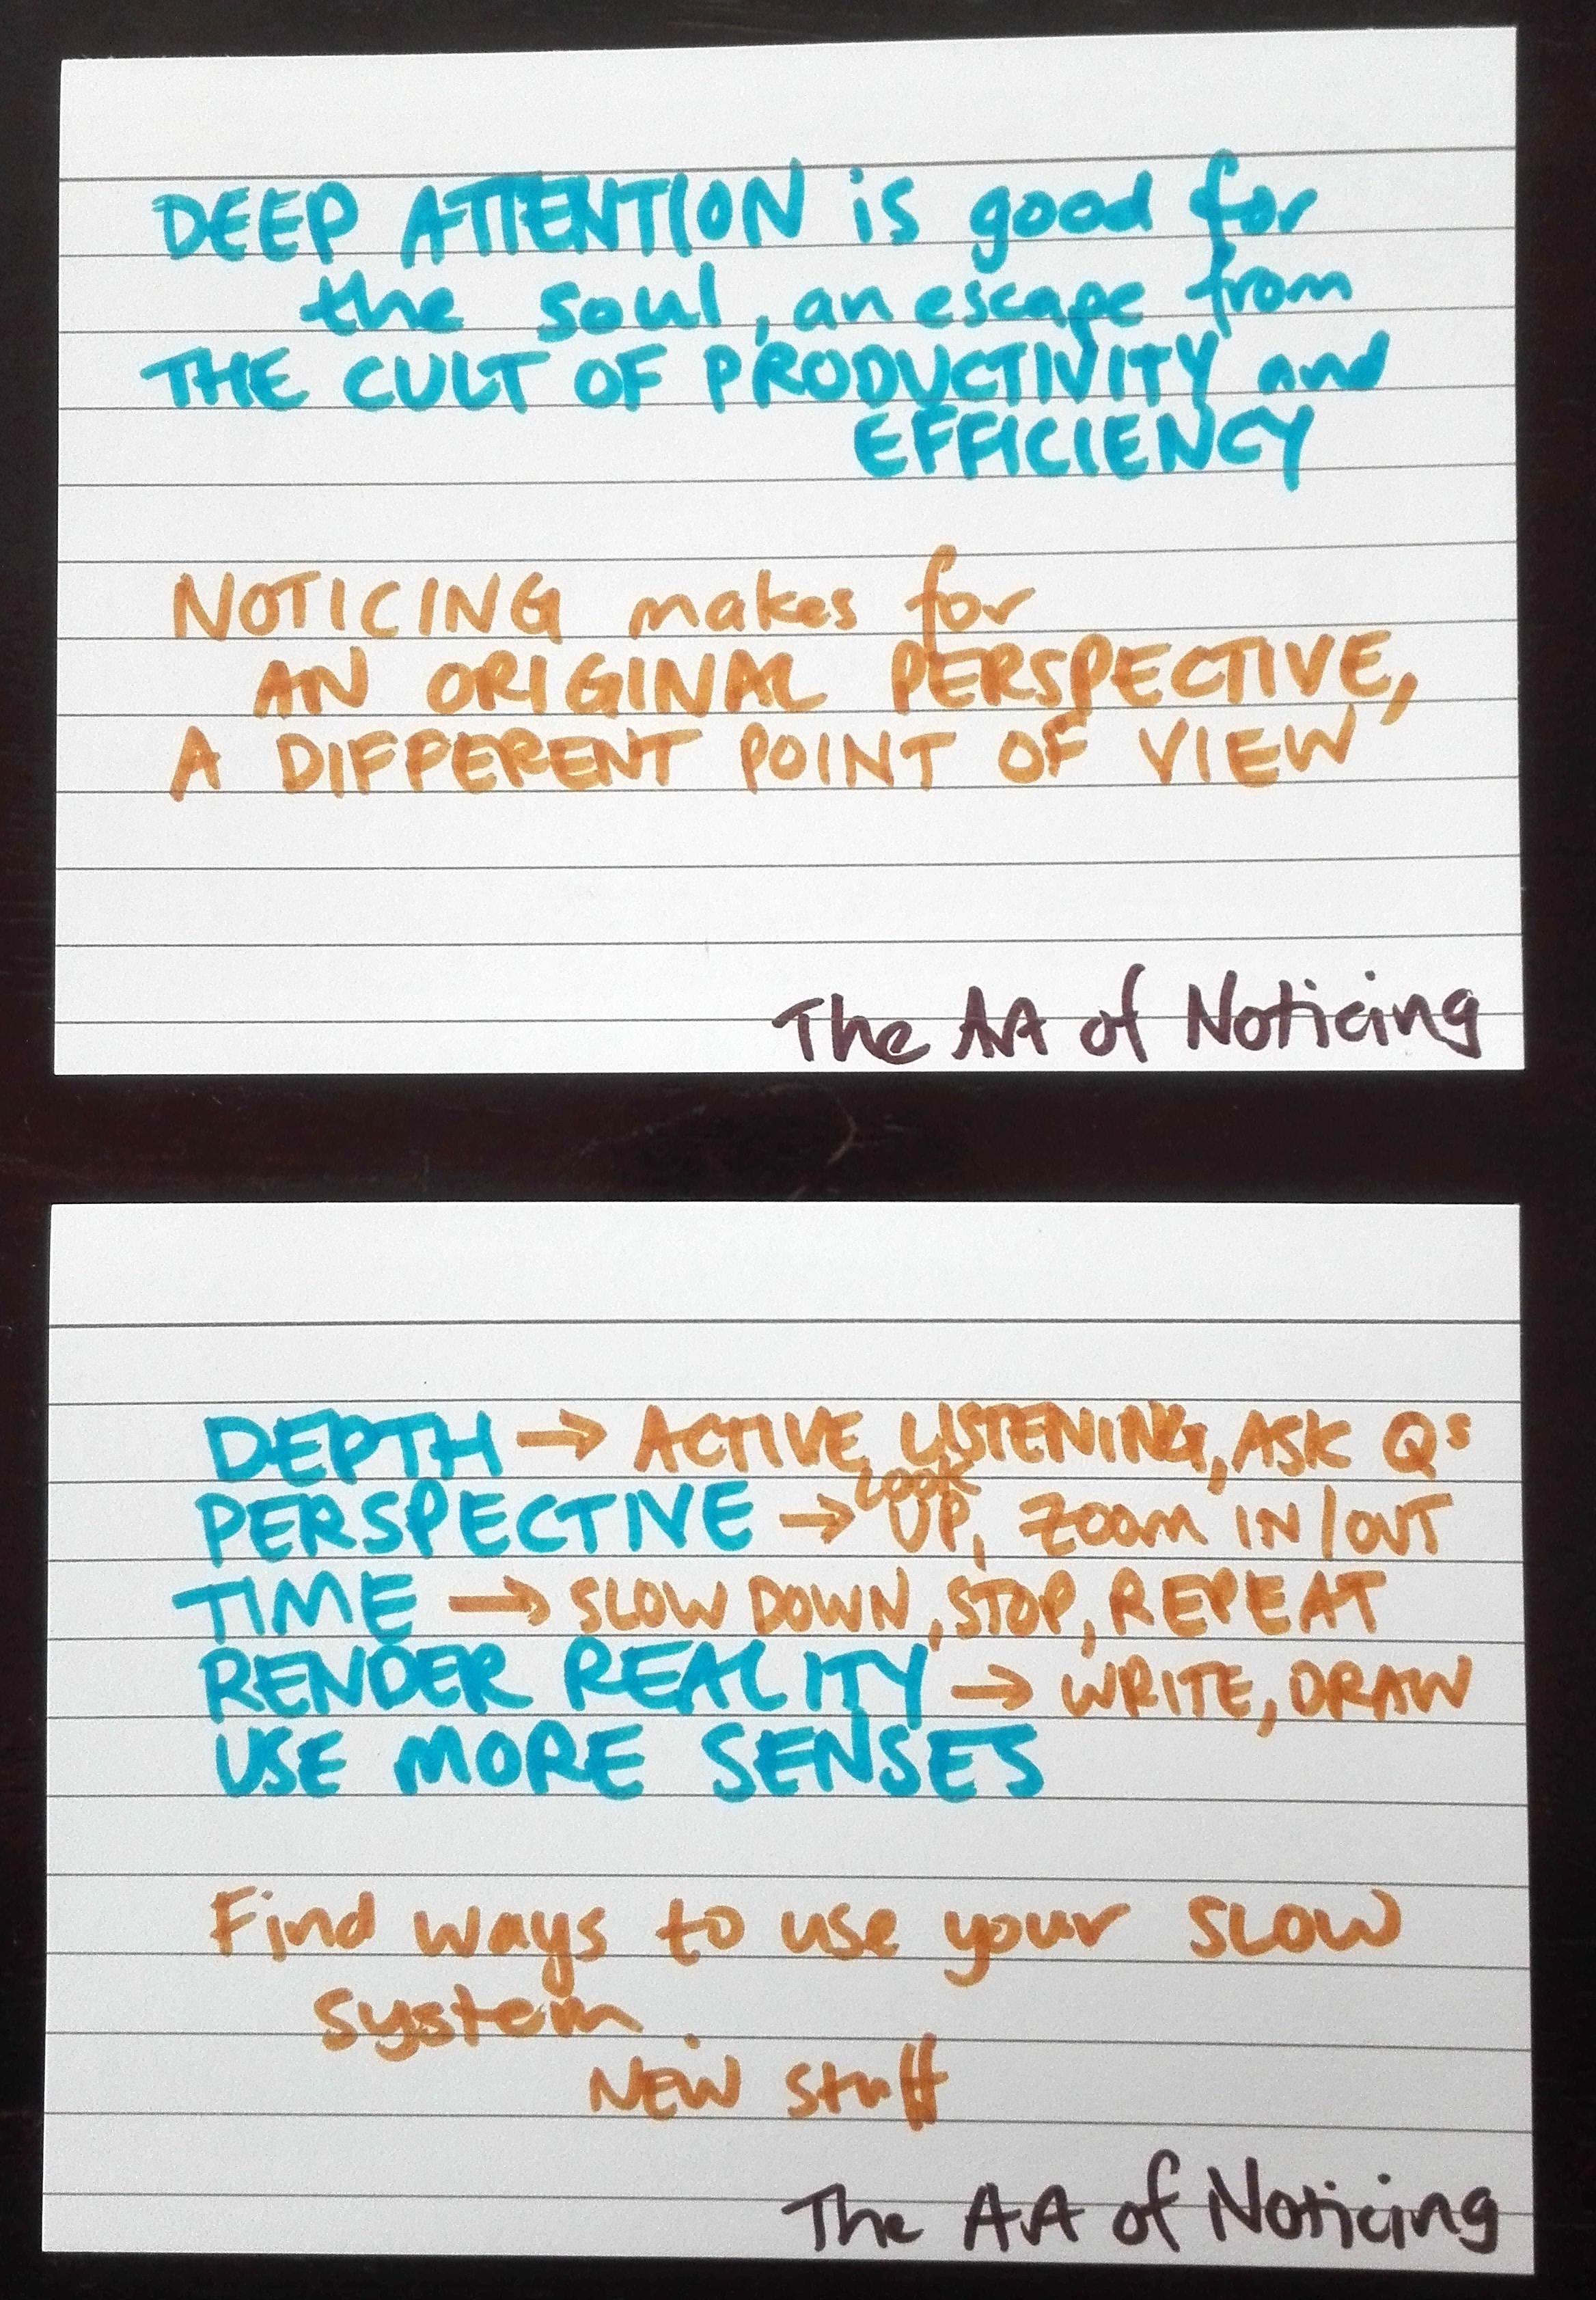 DEEP ATTENTION is good for
the soul, an escape from
THE CULT OF PRODUCTIVITY and
EFFICIENCY
NOTICING makes for
AN ORIGINAL PERSPECTIVE,
A DIFFERENT POINT OF VIEW
The AA of Noticing
DEPTH → ACTIVE LISTENING, ASK Qs
PERSPECTIVE → LOOK UP, ZOOM IN/OUT
TIME → SLOW DOWN, STOP, REPEAT
RENDER REALITY → WRITE, DRAW
USE MORE SENSES
Find ways to use your SLOW
system.
NEW stuff
The AA of Noticing